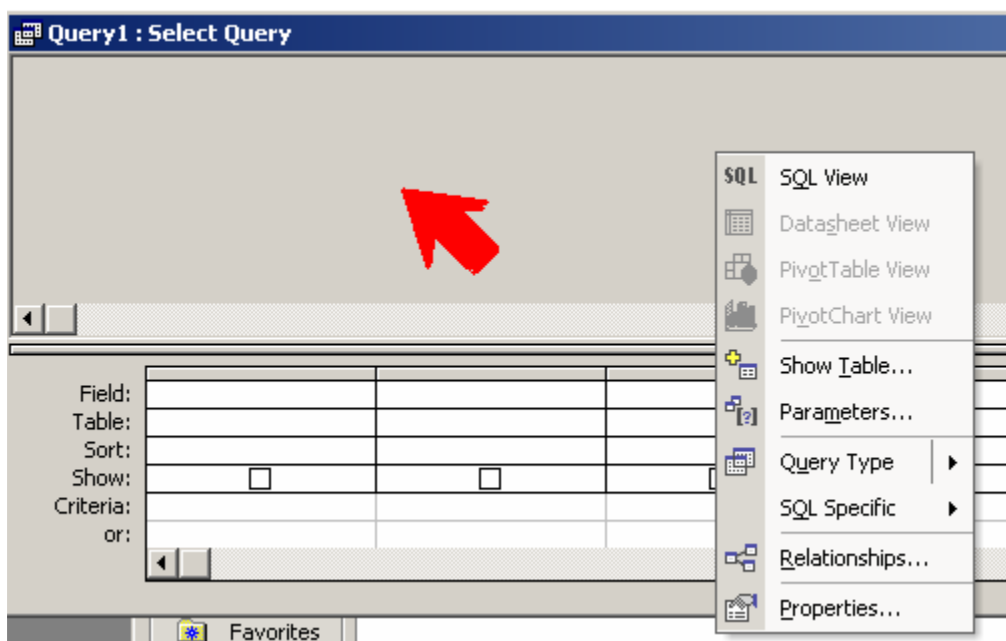 Query1 : Select Query
SQL SQL View
Datasheet View
PivotTable View
PivotChart View
Show Table...
[?] Parameters...
Query Type
SQL Specific
Relationships...
Properties...
Field:
Table:
Sort:
Show:
Criteria:
or:
Favorites